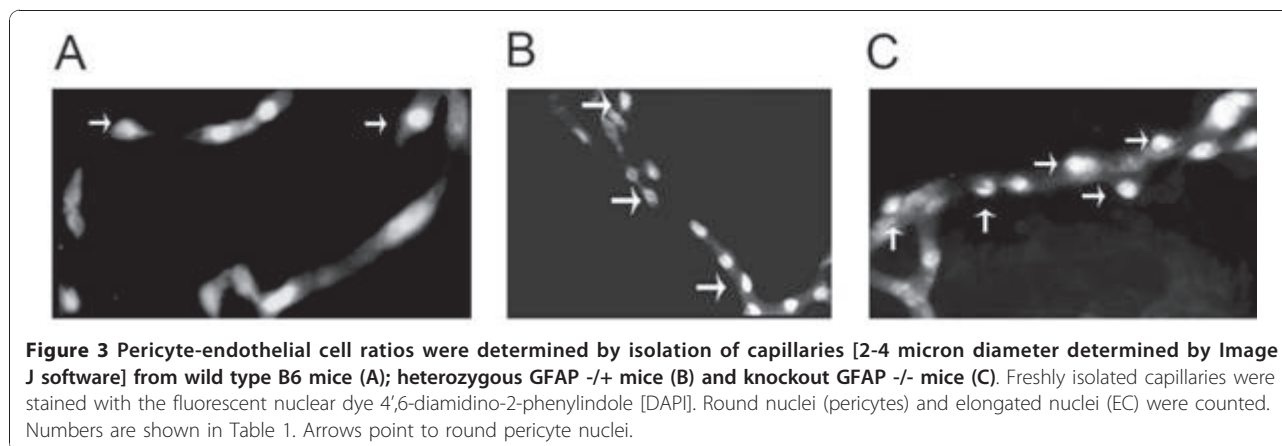 A
B
C
Figure 3 Pericyte-endothelial cell ratios were determined by isolation of capillaries [2-4 micron diameter determined by Image
J software] from wild type B6 mice (A); heterozygous GFAP -/+ mice (B) and knockout GFAP -/- mice (C). Freshly isolated capillaries were
stained with the fluorescent nuclear dye 4',6-diamidino-2-phenylindole [DAPI]. Round nuclei (pericytes) and elongated nuclei (EC) were counted.
Numbers are shown in Table 1. Arrows point to round pericyte nuclei.